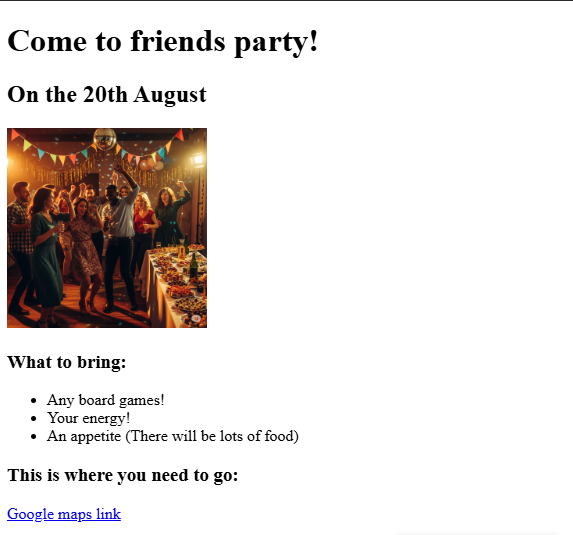 Come to friends party!
On the 20th August
What to bring:
Any board games!
Your energy!
An appetite (There will be lots of food)
This is where you need to go:
Google maps link